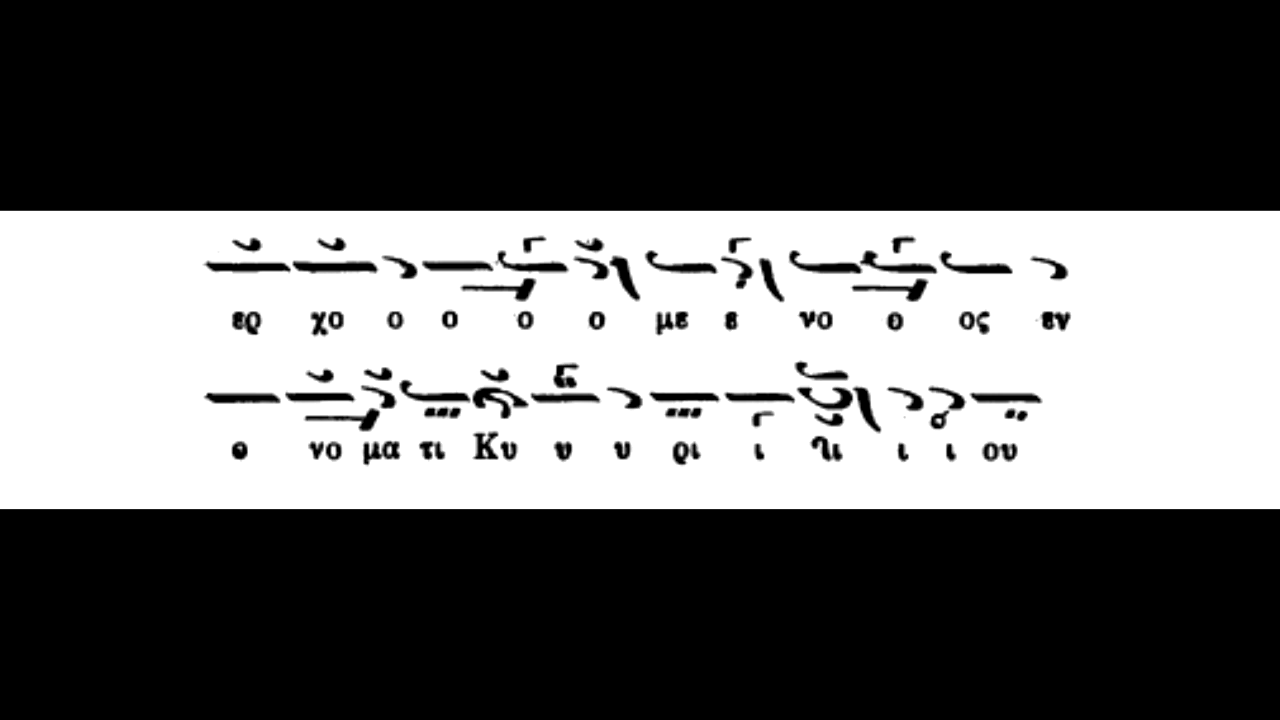 ερ χο ο ο ο ο με ε νο ο ος εν
ο νο μα τι Κυ υ υ ρι ι ι ι ι ου